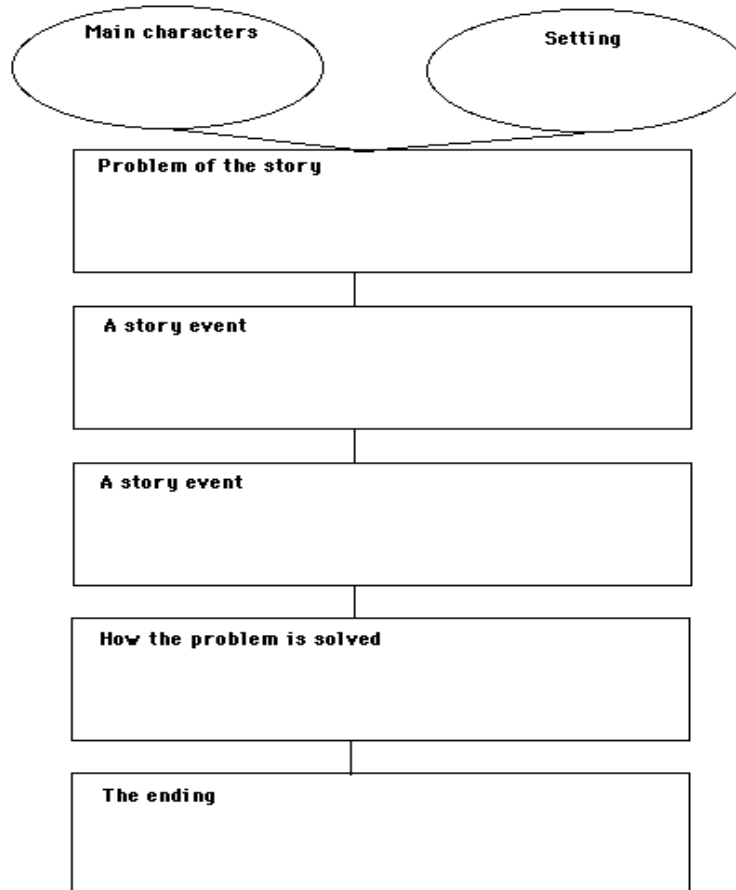 Main characters
Setting
Problem of the story
A story event
A story event
How the problem is solved
The ending